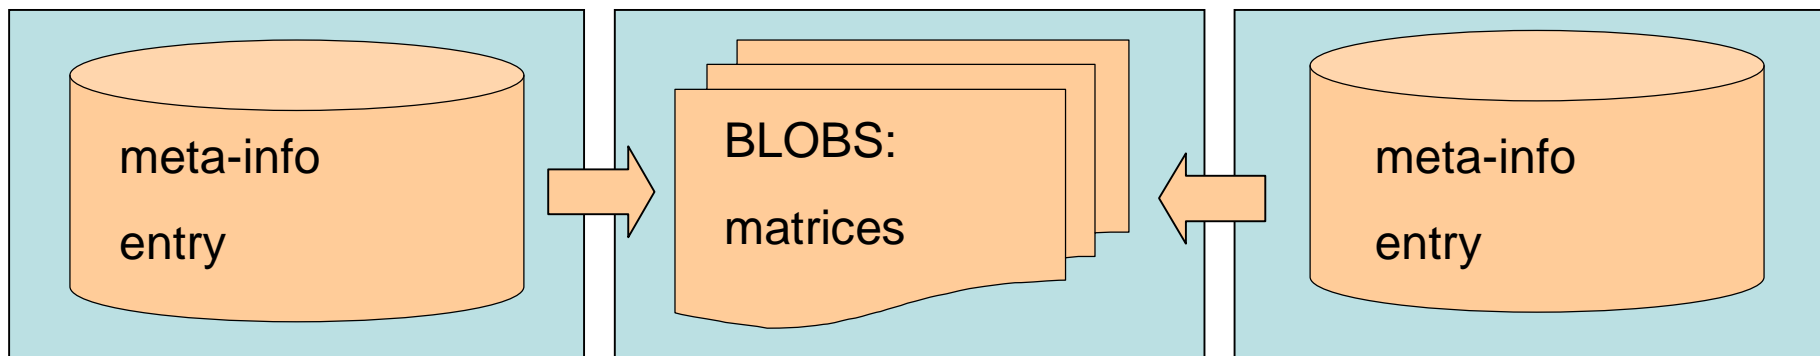 meta-info
entry
BLOBS:
matrices
meta-info
entry